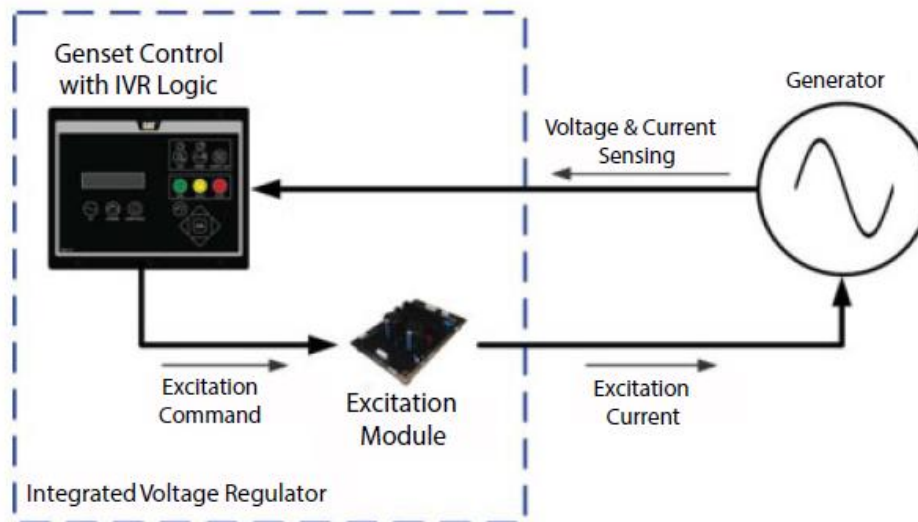 Genset Control
with IVR Logic
Generator
Voltage & Current
Sensing
Excitation
Command
Excitation
Module
Excitation
Current
Integrated Voltage Regulator